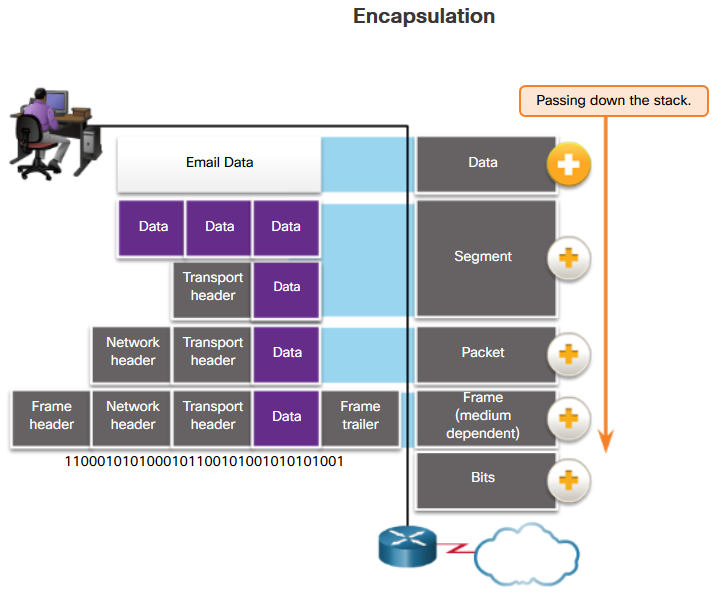 Encapsulation
Passing down the stack.
Email Data
Data
Data
Data
Data
Segment
Transport
header
Data
Network
header
Transport
header
Data
Packet
Frame
header
Network
header
Transport
header
Data
Frame
trailer
Frame
(medium
dependent)
1100010101000101100101001010101001
Bits